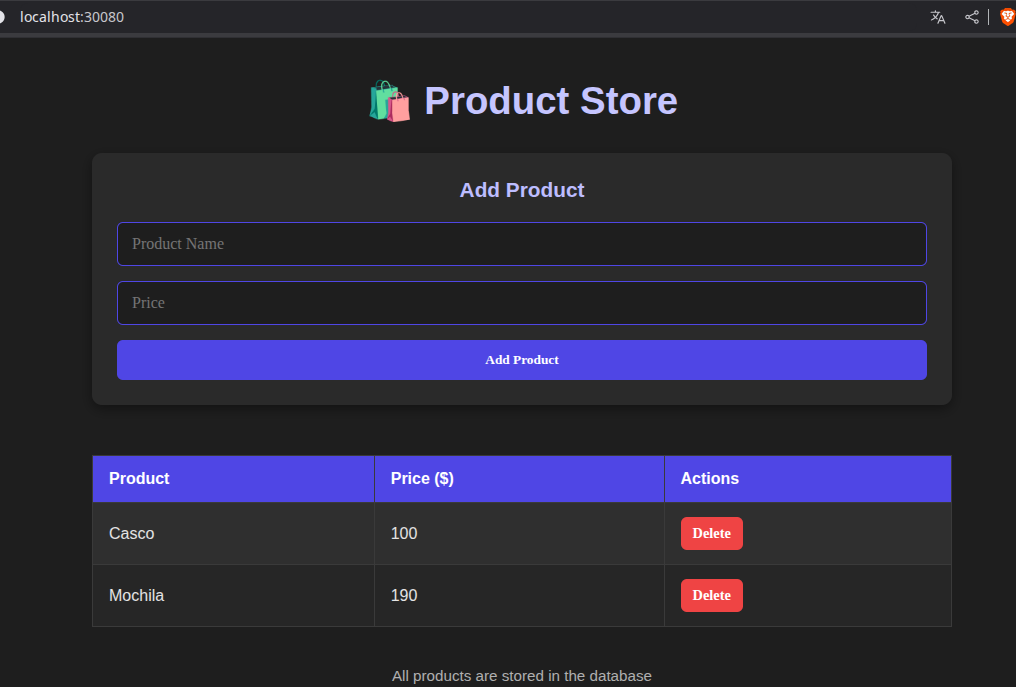 localhost:30080
Product Store
Add Product
Product Name
Price
Add Product
Product Price ($) Actions
Casco 100 Delete
Mochila 190 Delete
All products are stored in the database